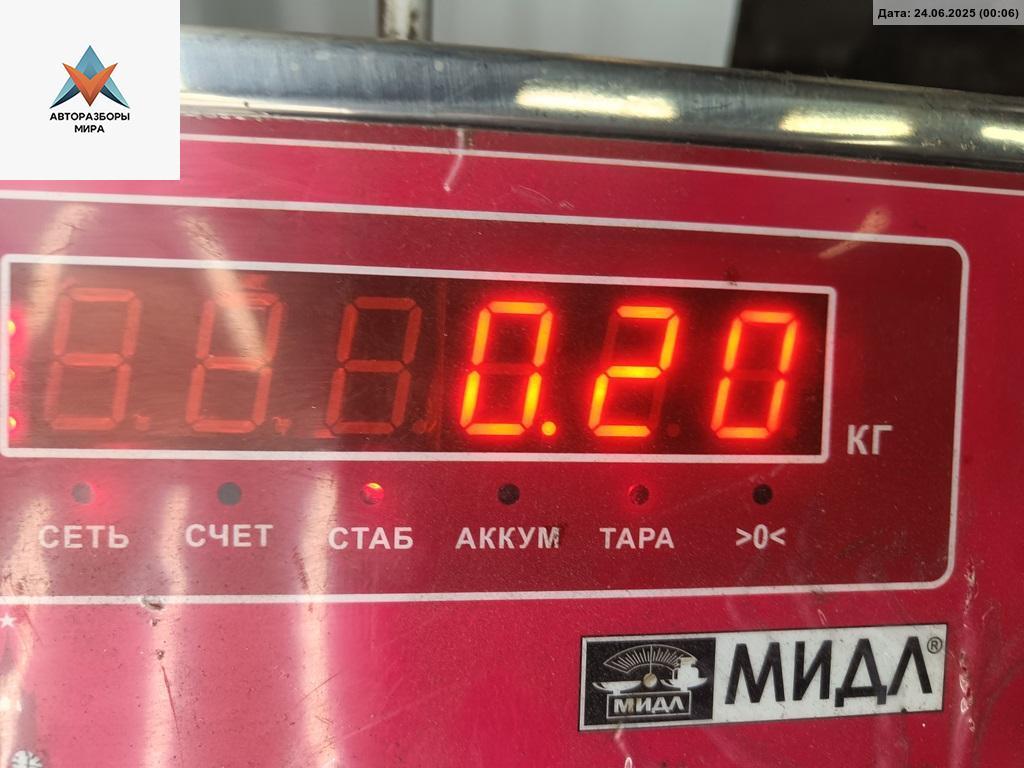 Дата: 24.06.2025 (00:06)
АВТОРАЗБОРЫ
МИРА
0.20
КГ
СЕТЬ СЧЕТ СТАБ АККУМ ТАРА >0<
МИДЛ МИДЛ®